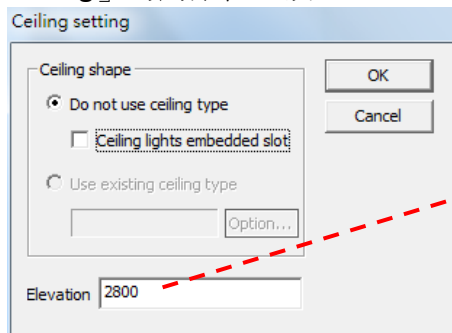 Ceiling setting
Ceiling shape
Do not use ceiling type
Ceiling lights embedded slot
Use existing ceiling type
Option...
OK
Cancel
Elevation 2800